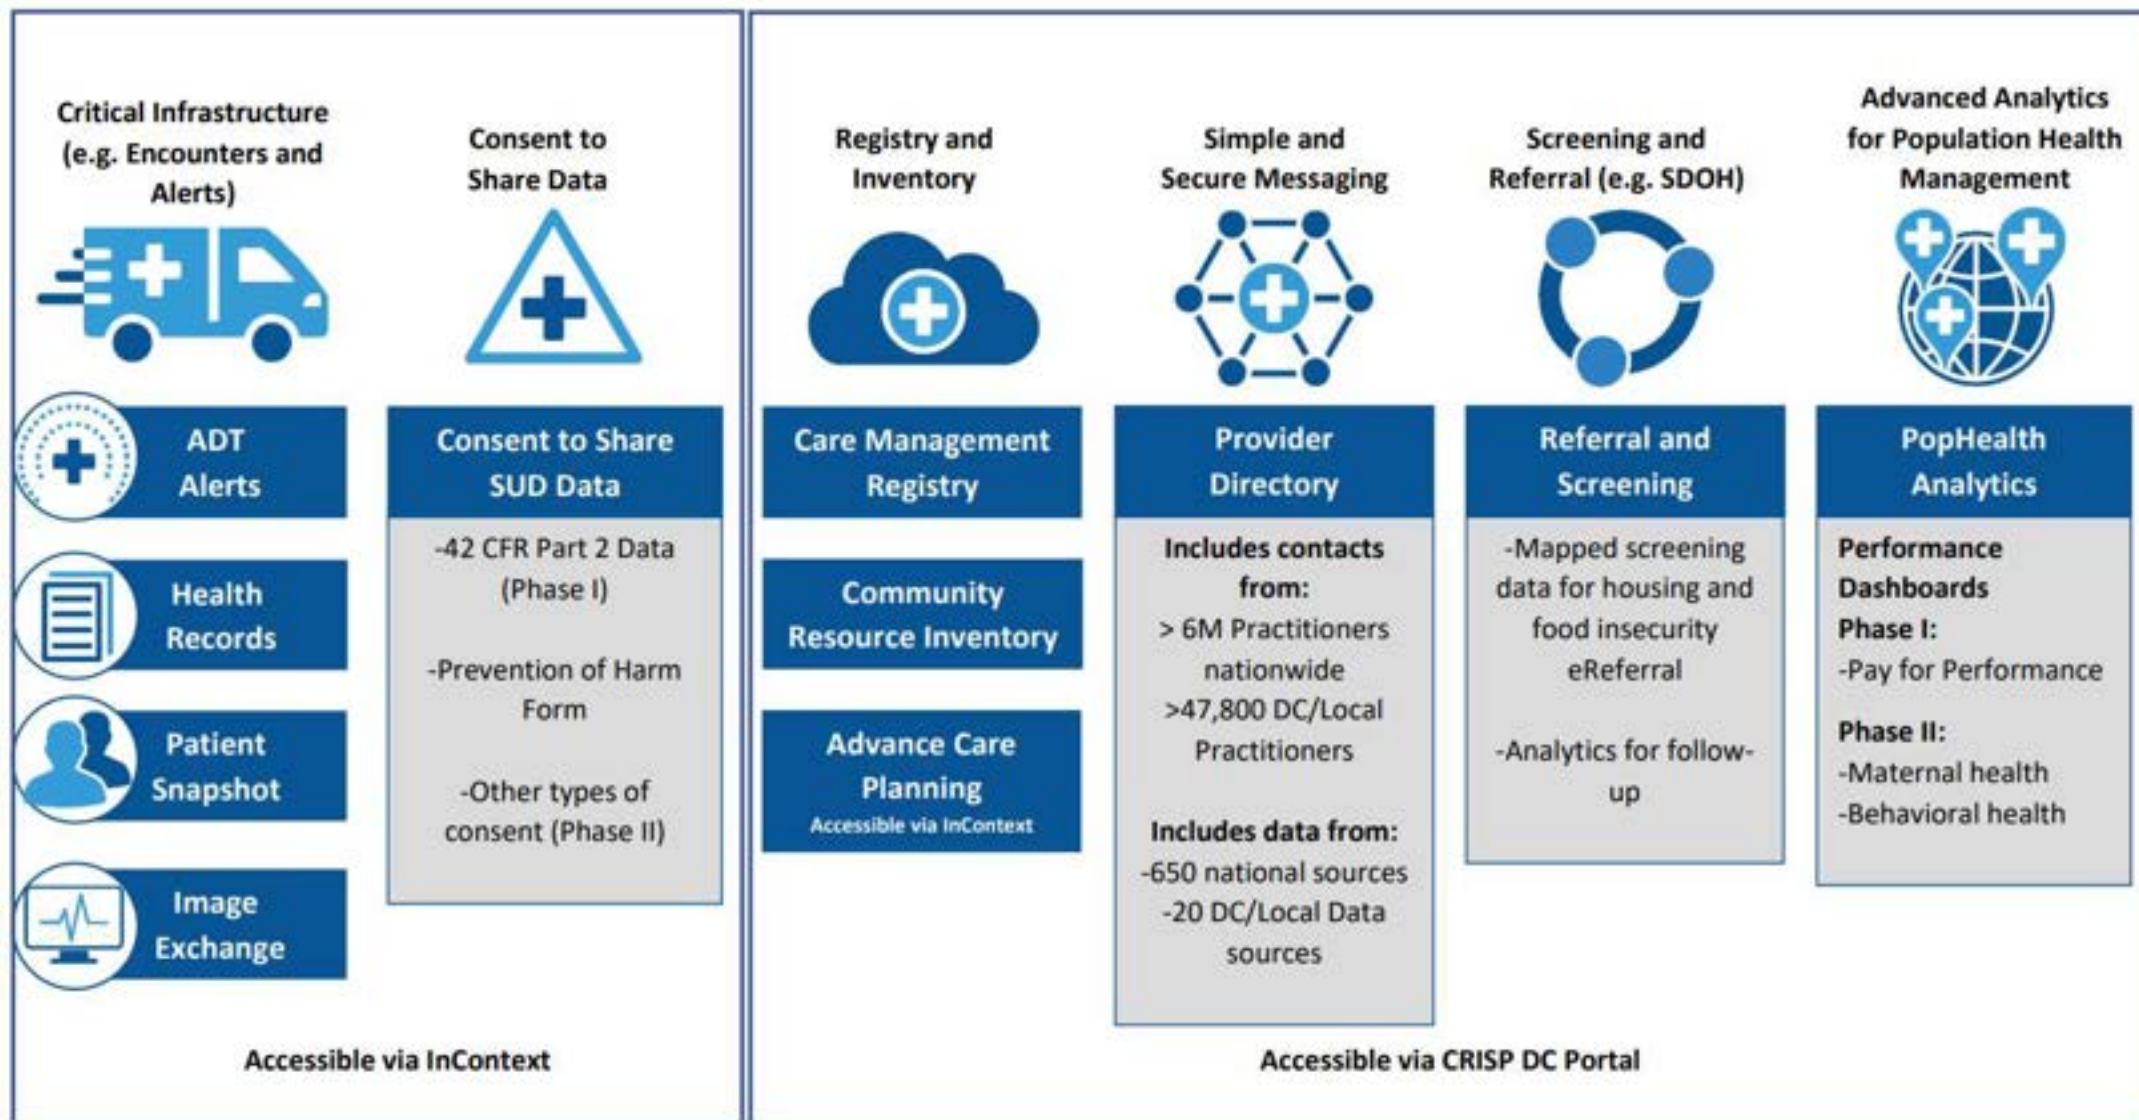 Critical Infrastructure
(e.g. Encounters and
Alerts)
ADT
Alerts
Health
Records
Patient
Snapshot
Image
Exchange
Consent to
Share Data
Consent to Share
SUD Data
-42 CFR Part 2 Data
(Phase I)
-Prevention of Harm
Form
-Other types of
consent (Phase II)
Accessible via InContext
Registry and
Inventory
Care Management
Registry
Community
Resource Inventory
Advance Care
Planning
Accessible via InContext
Simple and
Secure Messaging
Provider
Directory
Includes contacts
from:
> 6M Practitioners
nationwide
>47,800 DC/Local
Practitioners
Includes data from:
-650 national sources
-20 DC/Local Data
sources
Screening and
Referral (e.g. SDOH)
Referral and
Screening
-Mapped screening
data for housing and
food insecurity
eReferral
-Analytics for follow-
up
Advanced Analytics
for Population Health
Management
PopHealth
Analytics
Performance
Dashboards
Phase I:
-Pay for Performance
Phase II:
-Maternal health
-Behavioral health
Accessible via CRISP DC Portal